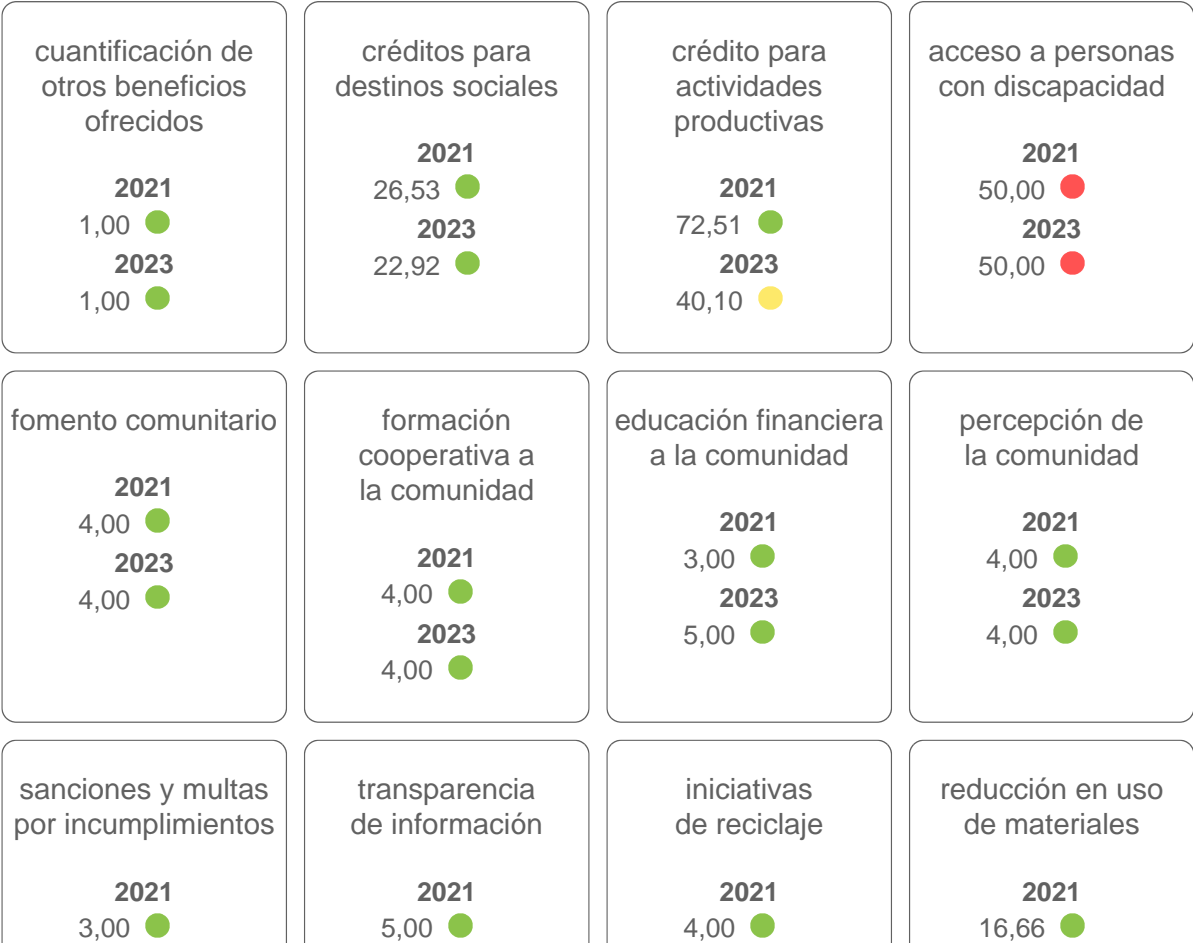 cuantificación de
otros beneficios
ofrecidos
2021
1,00
2023
1,00
créditos para
destinos sociales
2021
26,53
2023
22,92
crédito para
actividades
productivas
2021
72,51
2023
40,10
acceso a personas
con discapacidad
2021
50,00
2023
50,00
fomento comunitario
2021
4,00
2023
4,00
formación
cooperativa a
la comunidad
2021
4,00
2023
4,00
educación financiera
a la comunidad
2021
3,00
2023
5,00
percepción de
la comunidad
2021
4,00
2023
4,00
sanciones y multas
por incumplimientos
2021
3,00
transparencia
de información
2021
5,00
iniciativas
de reciclaje
2021
4,00
reducción en uso
de materiales
2021
16,66